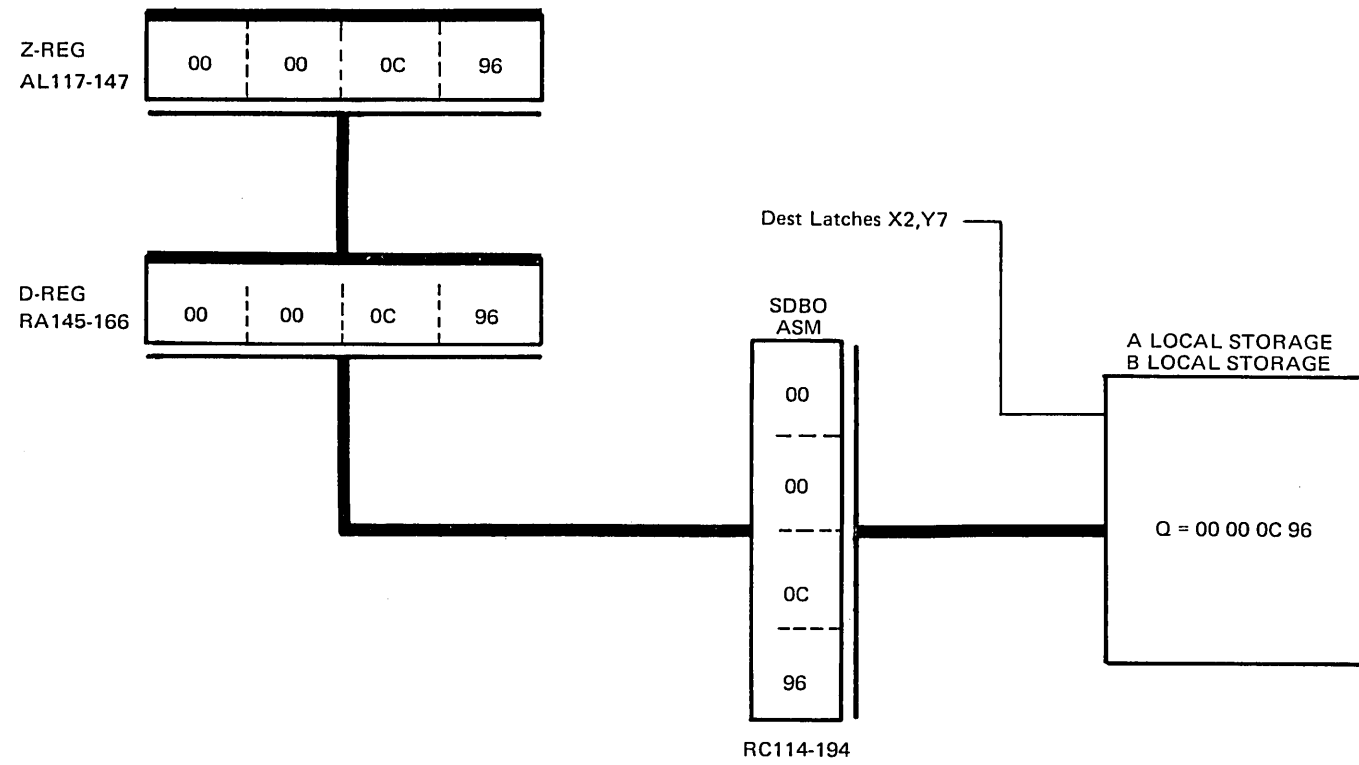 Z-REG
AL117-147
00 00 0C 96
D-REG
RA145-166
00 00 0C 96
Dest Latches X2,Y7
SDBO
ASM
00
00
0C
96
RC114-194
A LOCAL STORAGE
B LOCAL STORAGE
Q = 00 00 0C 96